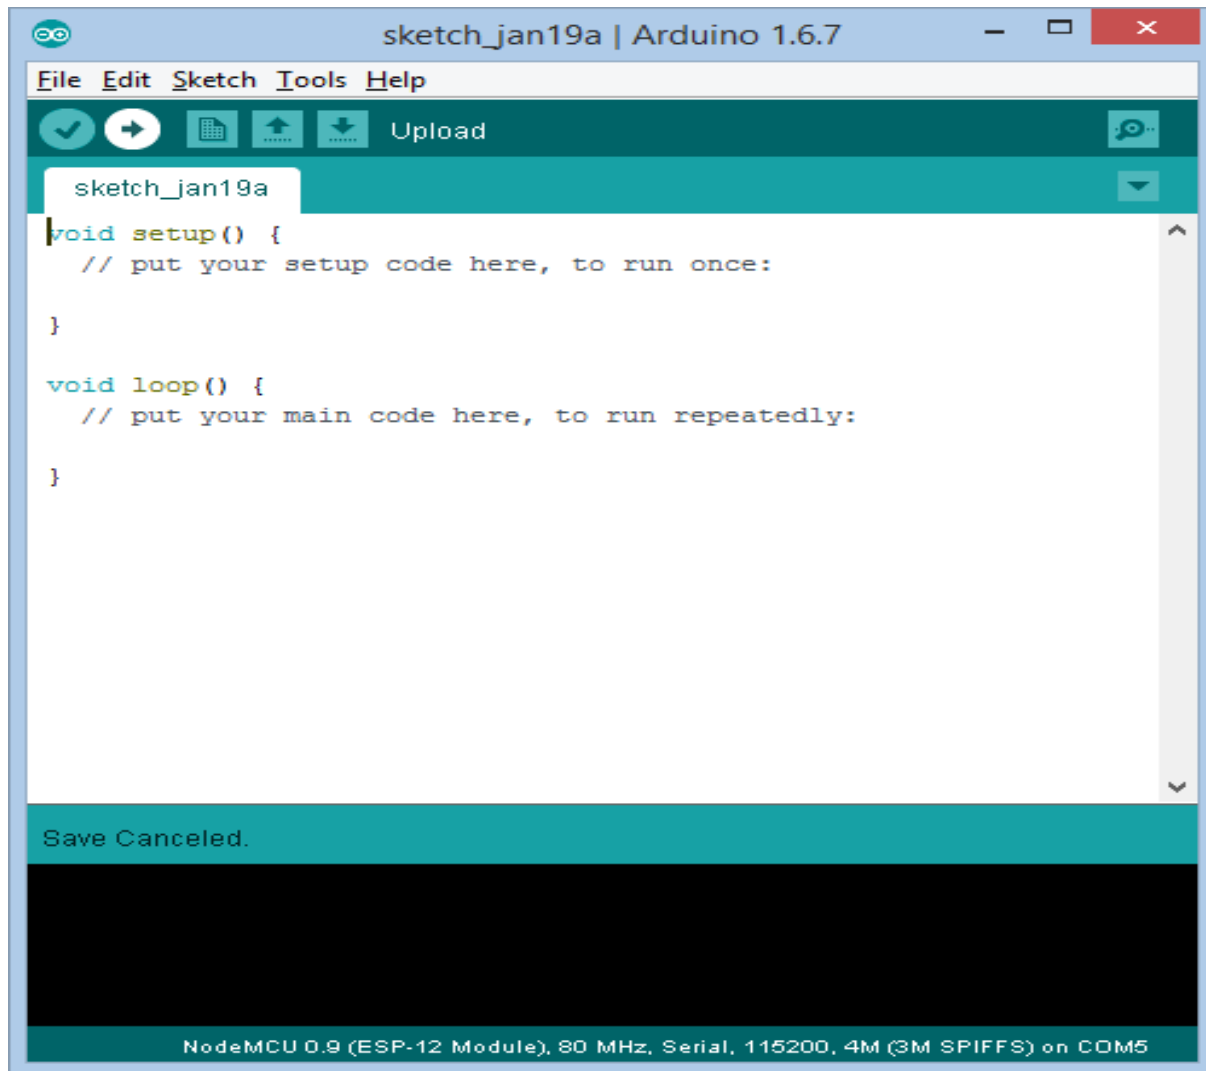 sketch_jan19a | Arduino 1.6.7
File Edit Sketch Tools Help
Upload
sketch_jan19a
void setup() {
  // put your setup code here, to run once:
}
void loop() {
  // put your main code here, to run repeatedly:
}
Save Canceled.
NodeMCU 0.9 (ESP-12 Module), 80 MHz, Serial, 115200, 4M (3M SPIFFS) on COM5